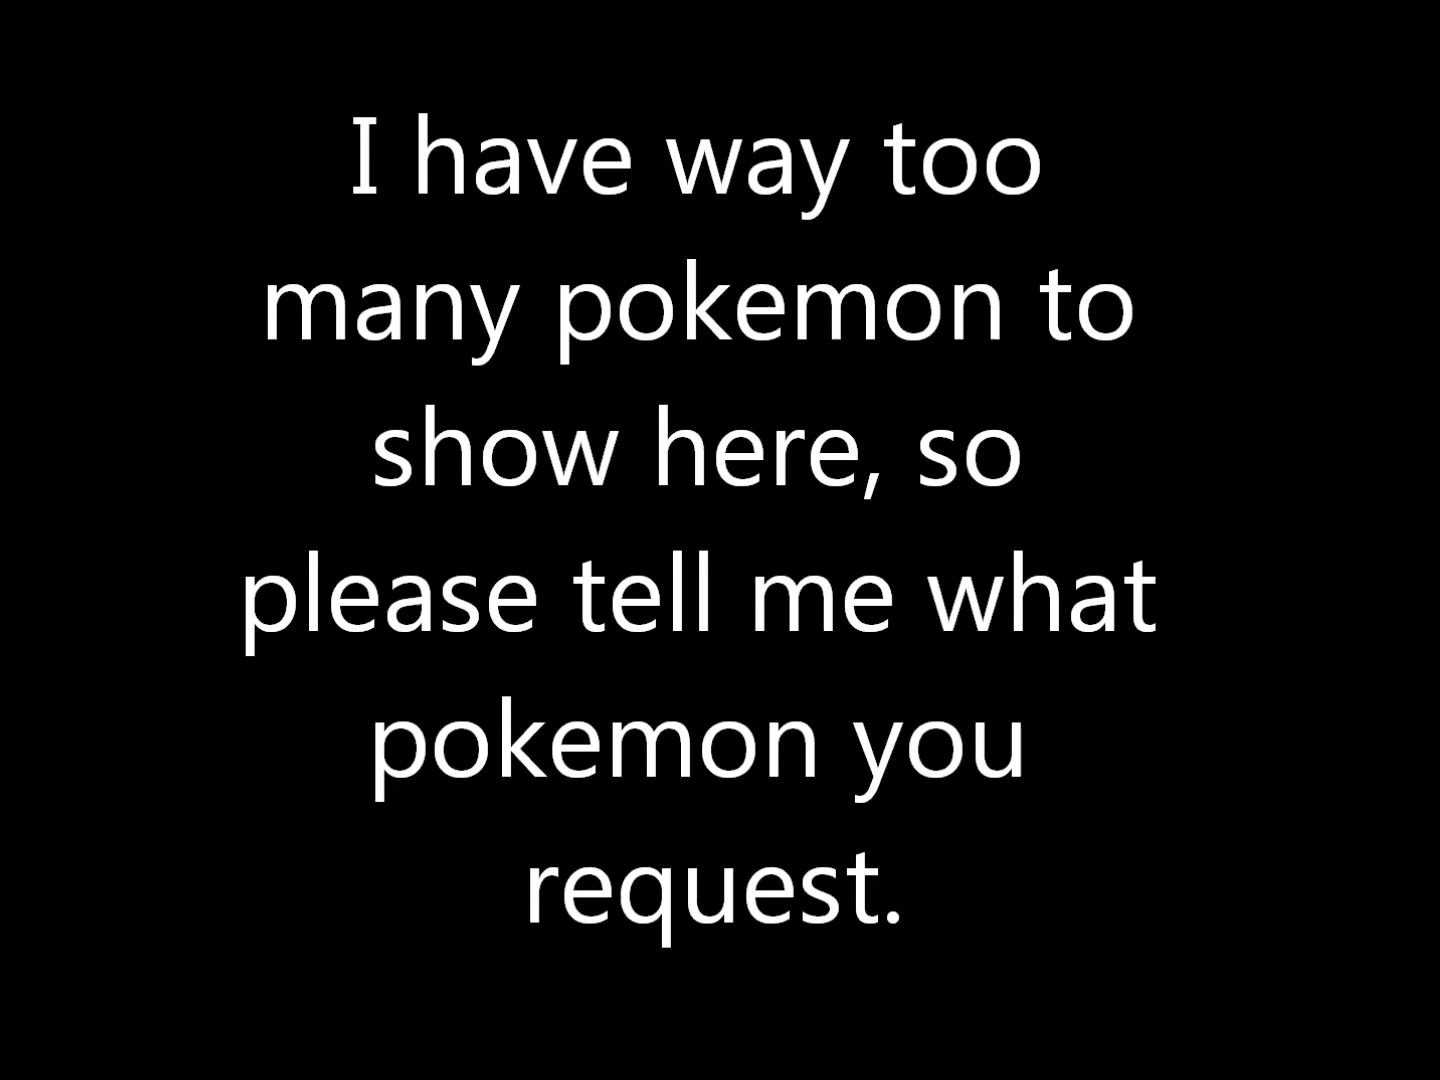 I have way too
many pokemon to
show here, so
please tell me what
pokemon you
request.